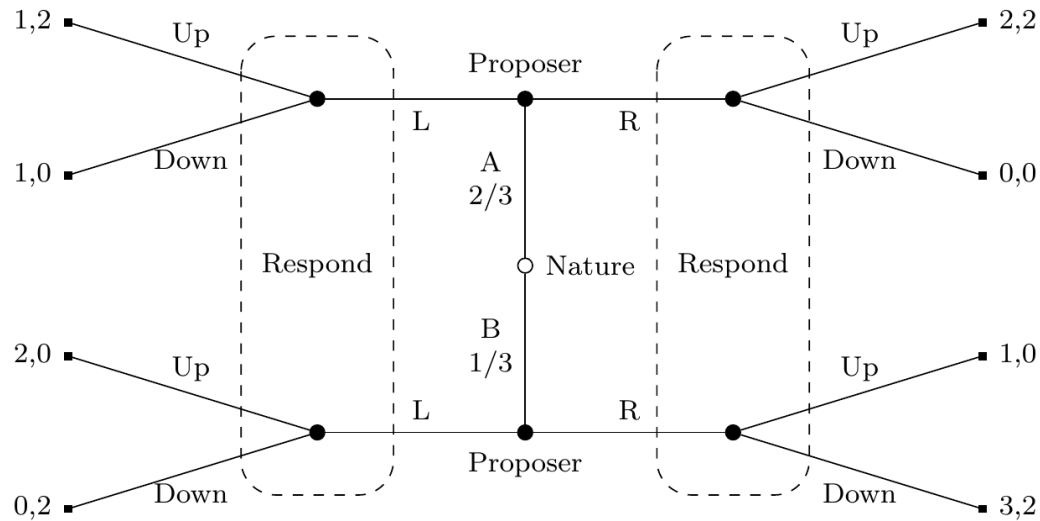 1,2
Up
Down
1,0
Proposer
L
R
Up
2,2
Down
0,0
A
2/3
Respond
Nature
Respond
B
1/3
2,0
Up
Down
0,2
L
R
Proposer
Up
1,0
Down
3,2